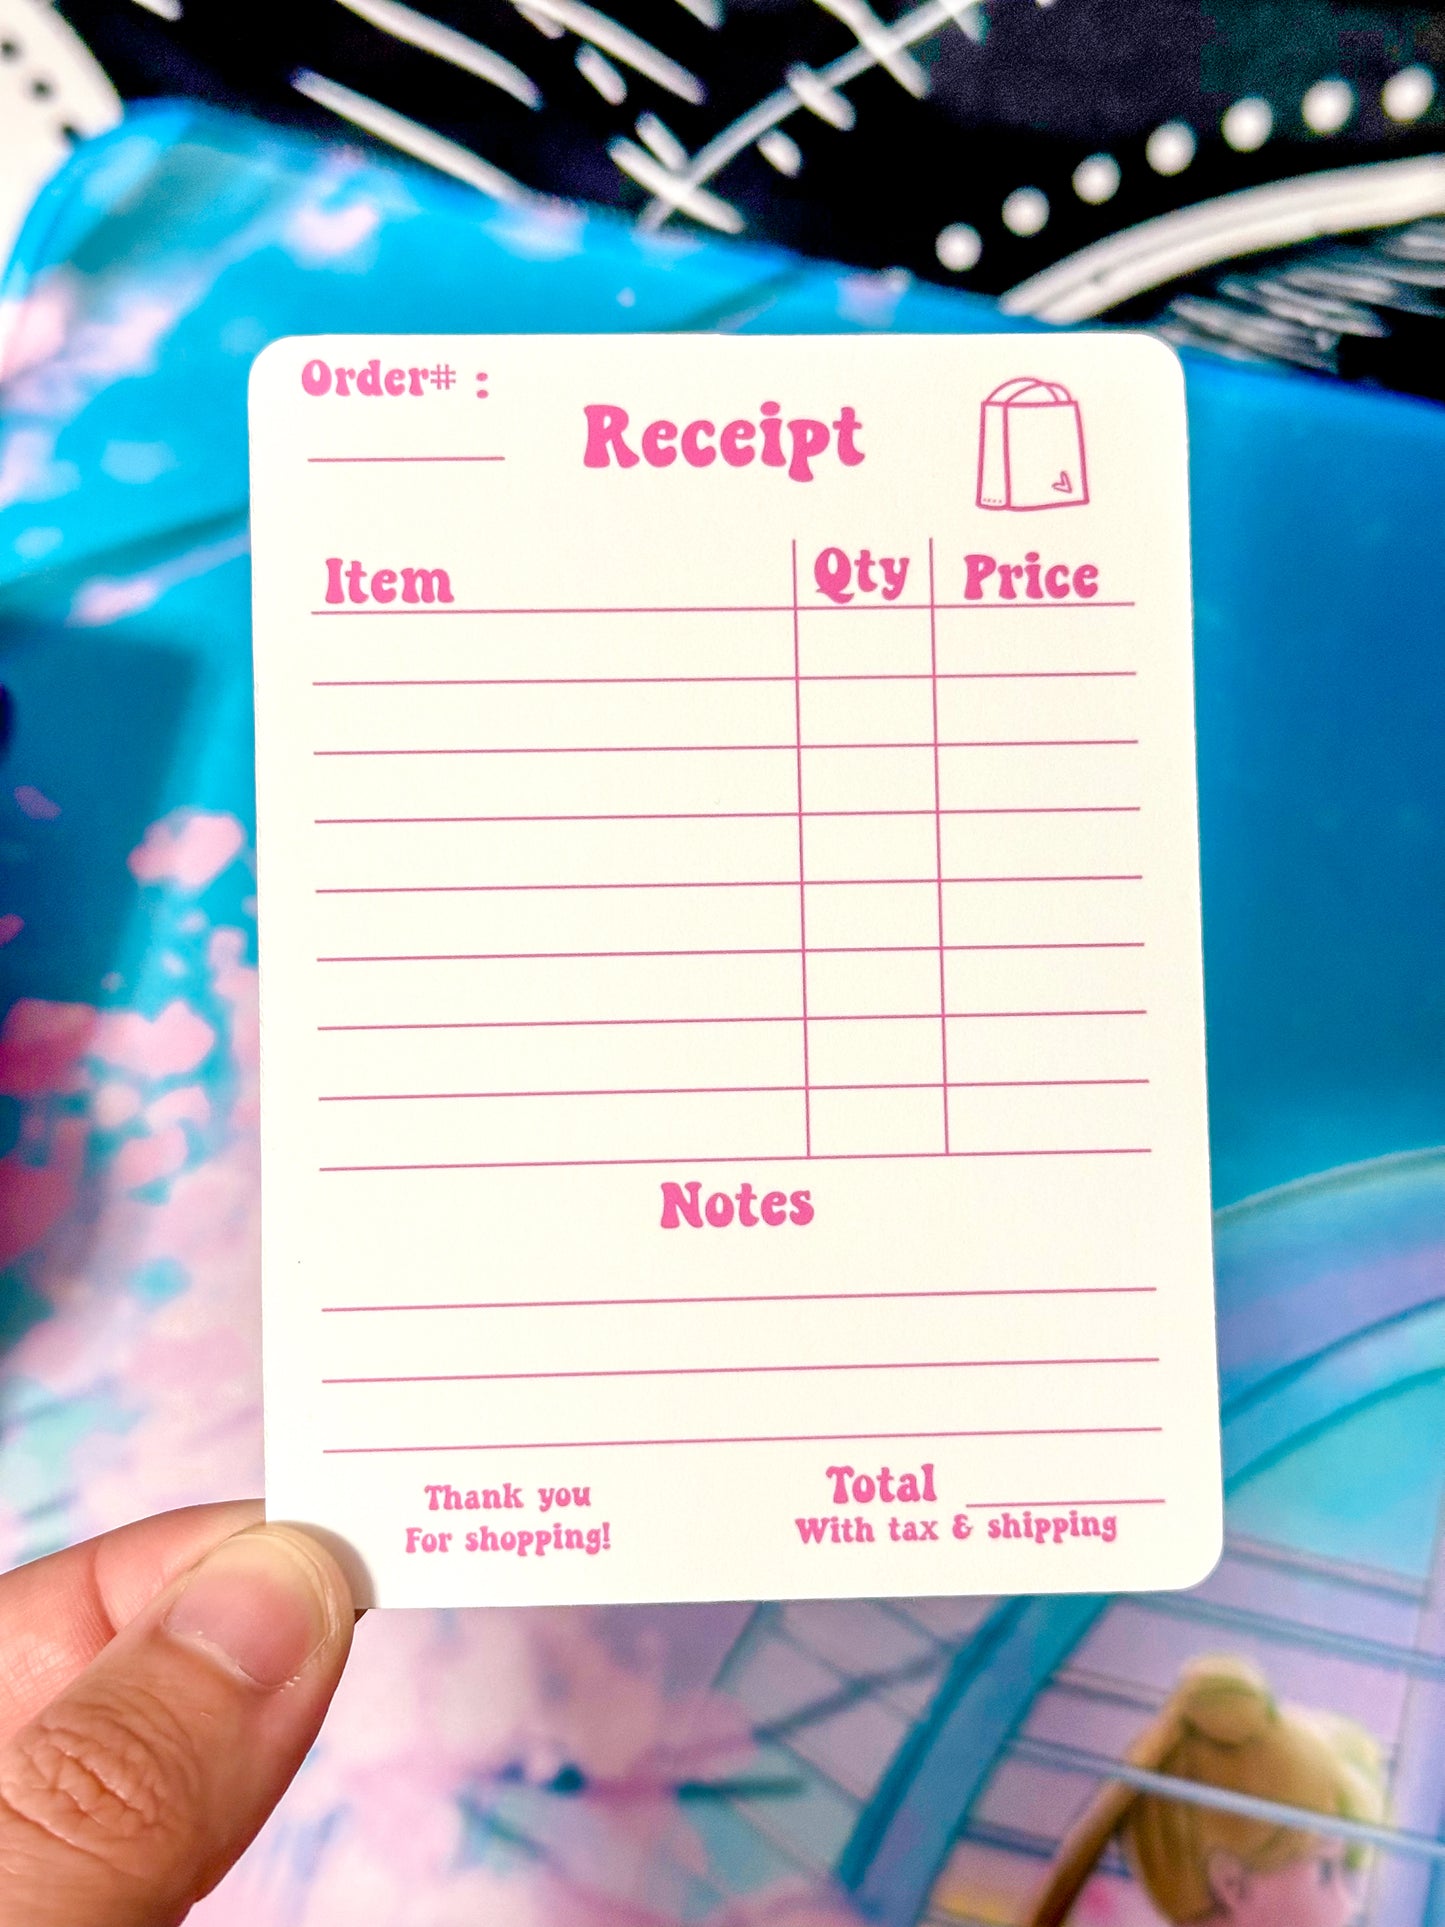 Order# :
Receipt
Item Qty Price
Notes
Thank you
For shopping!
Total
With tax & shipping